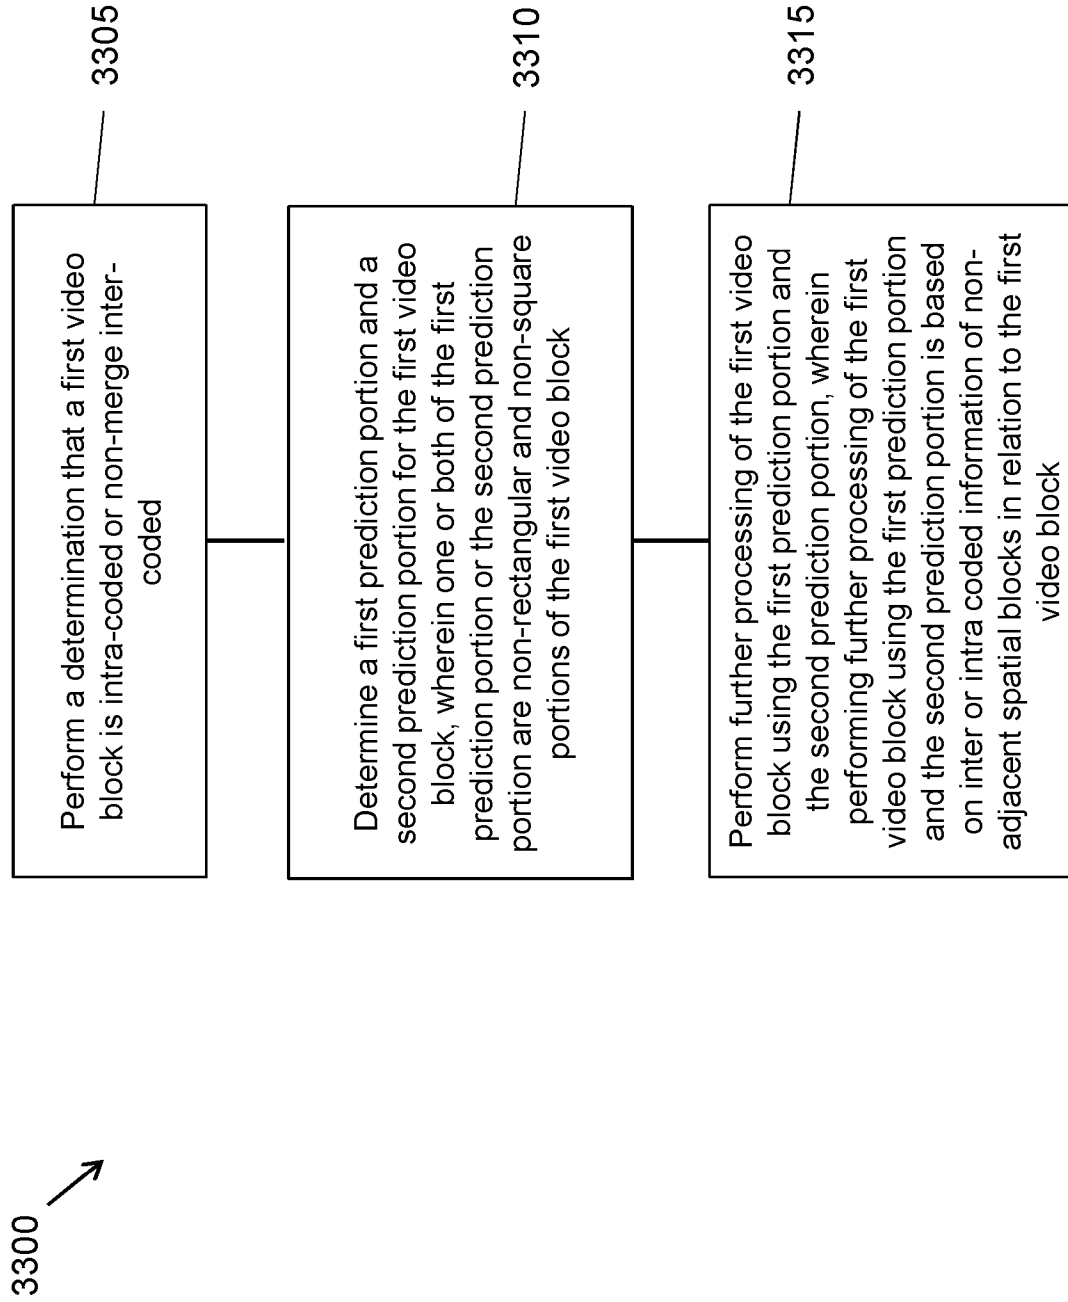 3300
Perform a determination that a first video
block is intra-coded or non-merge inter-
coded
3305
Determine a first prediction portion and a
second prediction portion for the first video
block, wherein one or both of the first
prediction portion or the second prediction
portion are non-rectangular and non-square
portions of the first video block
3310
Perform further processing of the first video
block using the first prediction portion and
the second prediction portion, wherein
performing further processing of the first
video block using the first prediction portion
and the second prediction portion is based
on inter or intra coded information of non-
adjacent spatial blocks in relation to the first
video block
3315